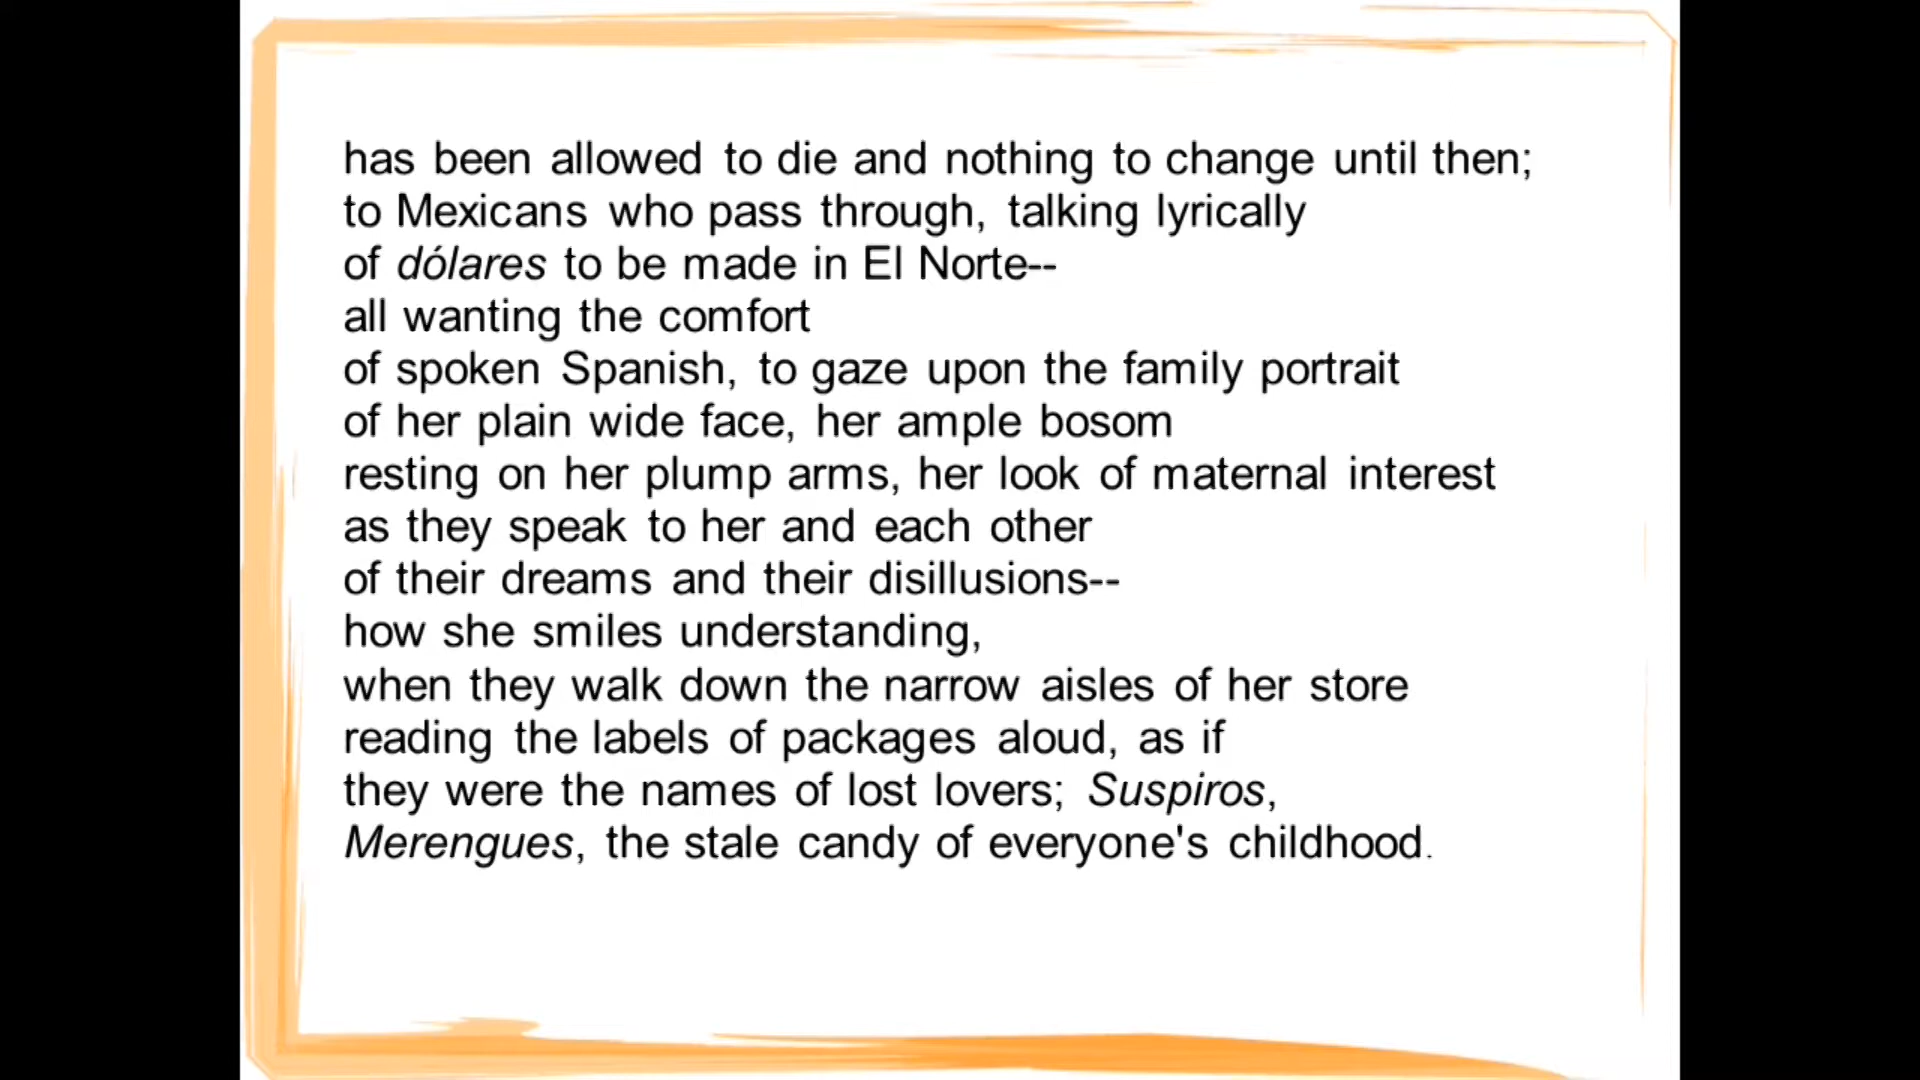 has been allowed to die and nothing to change until then;
to Mexicans who pass through, talking lyrically
of dólares to be made in El Norte--
all wanting the comfort
of spoken Spanish, to gaze upon the family portrait
of her plain wide face, her ample bosom
resting on her plump arms, her look of maternal interest
as they speak to her and each other
of their dreams and their disillusions--
how she smiles understanding,
when they walk down the narrow aisles of her store
reading the labels of packages aloud, as if
they were the names of lost lovers; Suspiros,
Merengues, the stale candy of everyone's childhood.